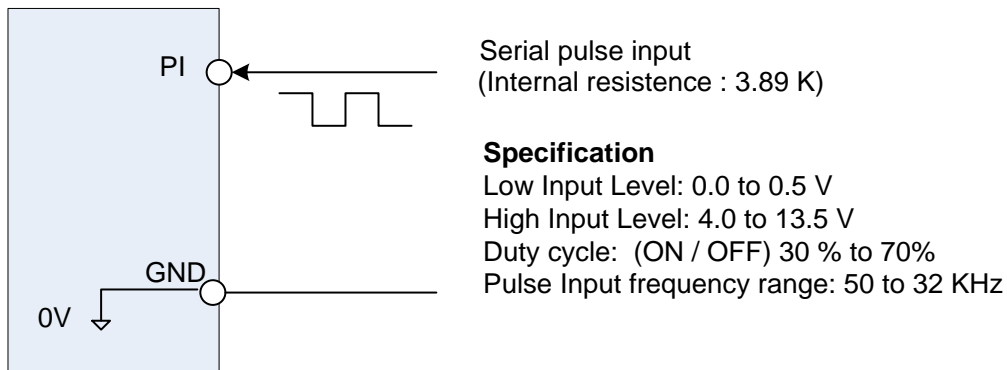 PI
Serial pulse input
(Internal resistence : 3.89 K)
Specification
Low Input Level: 0.0 to 0.5 V
High Input Level: 4.0 to 13.5 V
Duty cycle:  (ON / OFF) 30 % to 70%
Pulse Input frequency range: 50 to 32 KHz
GND
0V